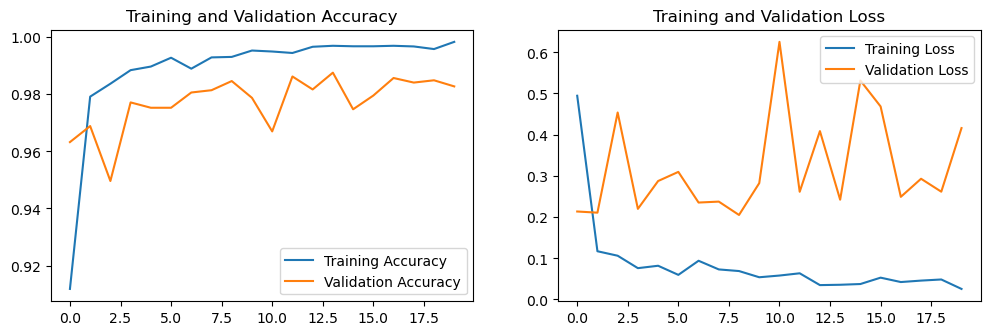 Training and Validation Accuracy
1.00
0.98
0.96
0.94
0.92
0.0 2.5 5.0 7.5 10.0 12.5 15.0 17.5
Training Accuracy
Validation Accuracy
Training and Validation Loss
0.6
0.5
0.4
0.3
0.2
0.1
0.0
0.0 2.5 5.0 7.5 10.0 12.5 15.0 17.5
Training Loss
Validation Loss